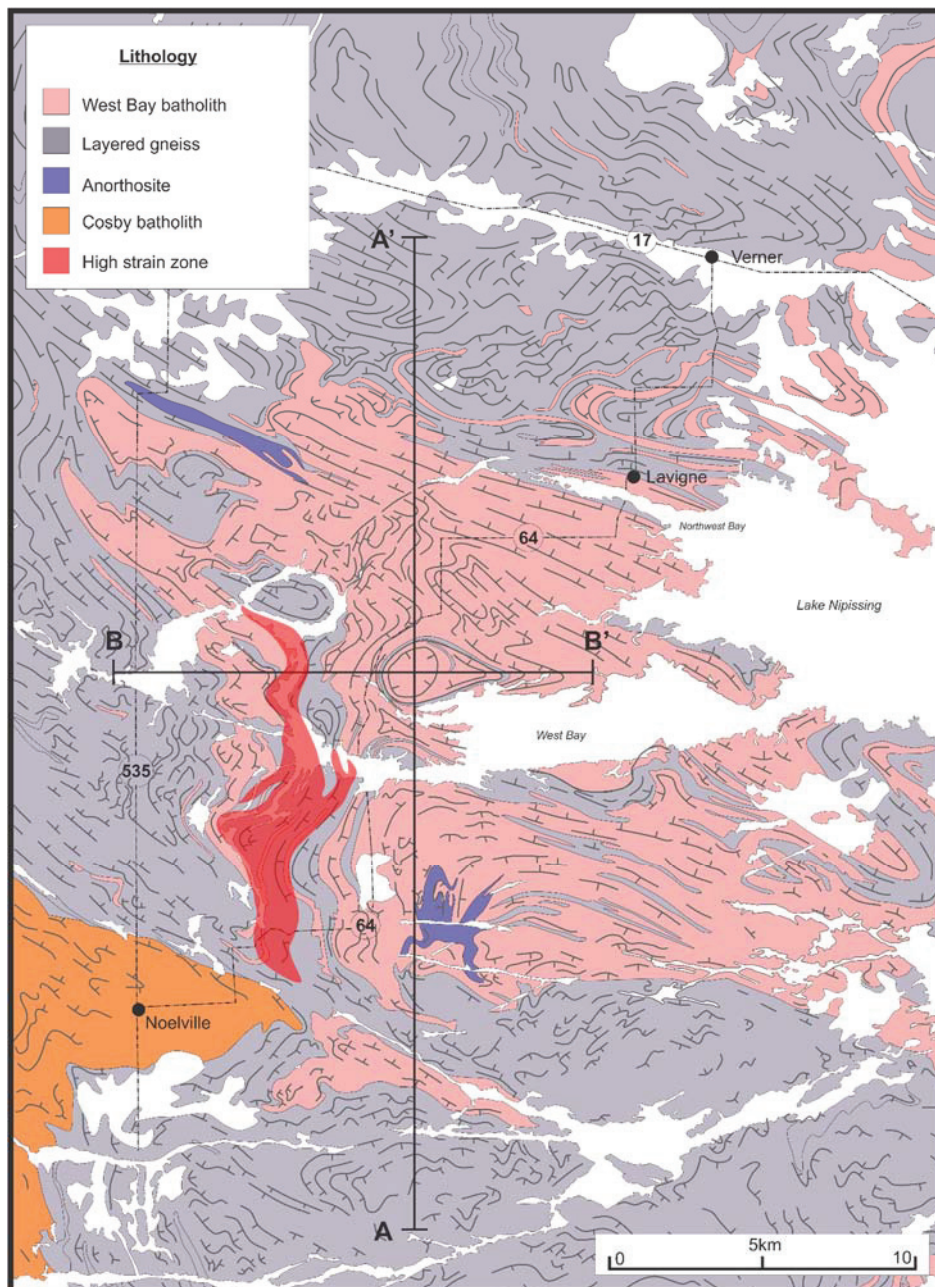 Lithology
West Bay batholith
Layered gneiss
Anorthosite
Cosby batholith
High strain zone
A'
17
Verner
Lavigne
Northwest Bay
64
Lake Nipissing
B
B'
West Bay
535
64
Noelville
A
5km
0
10